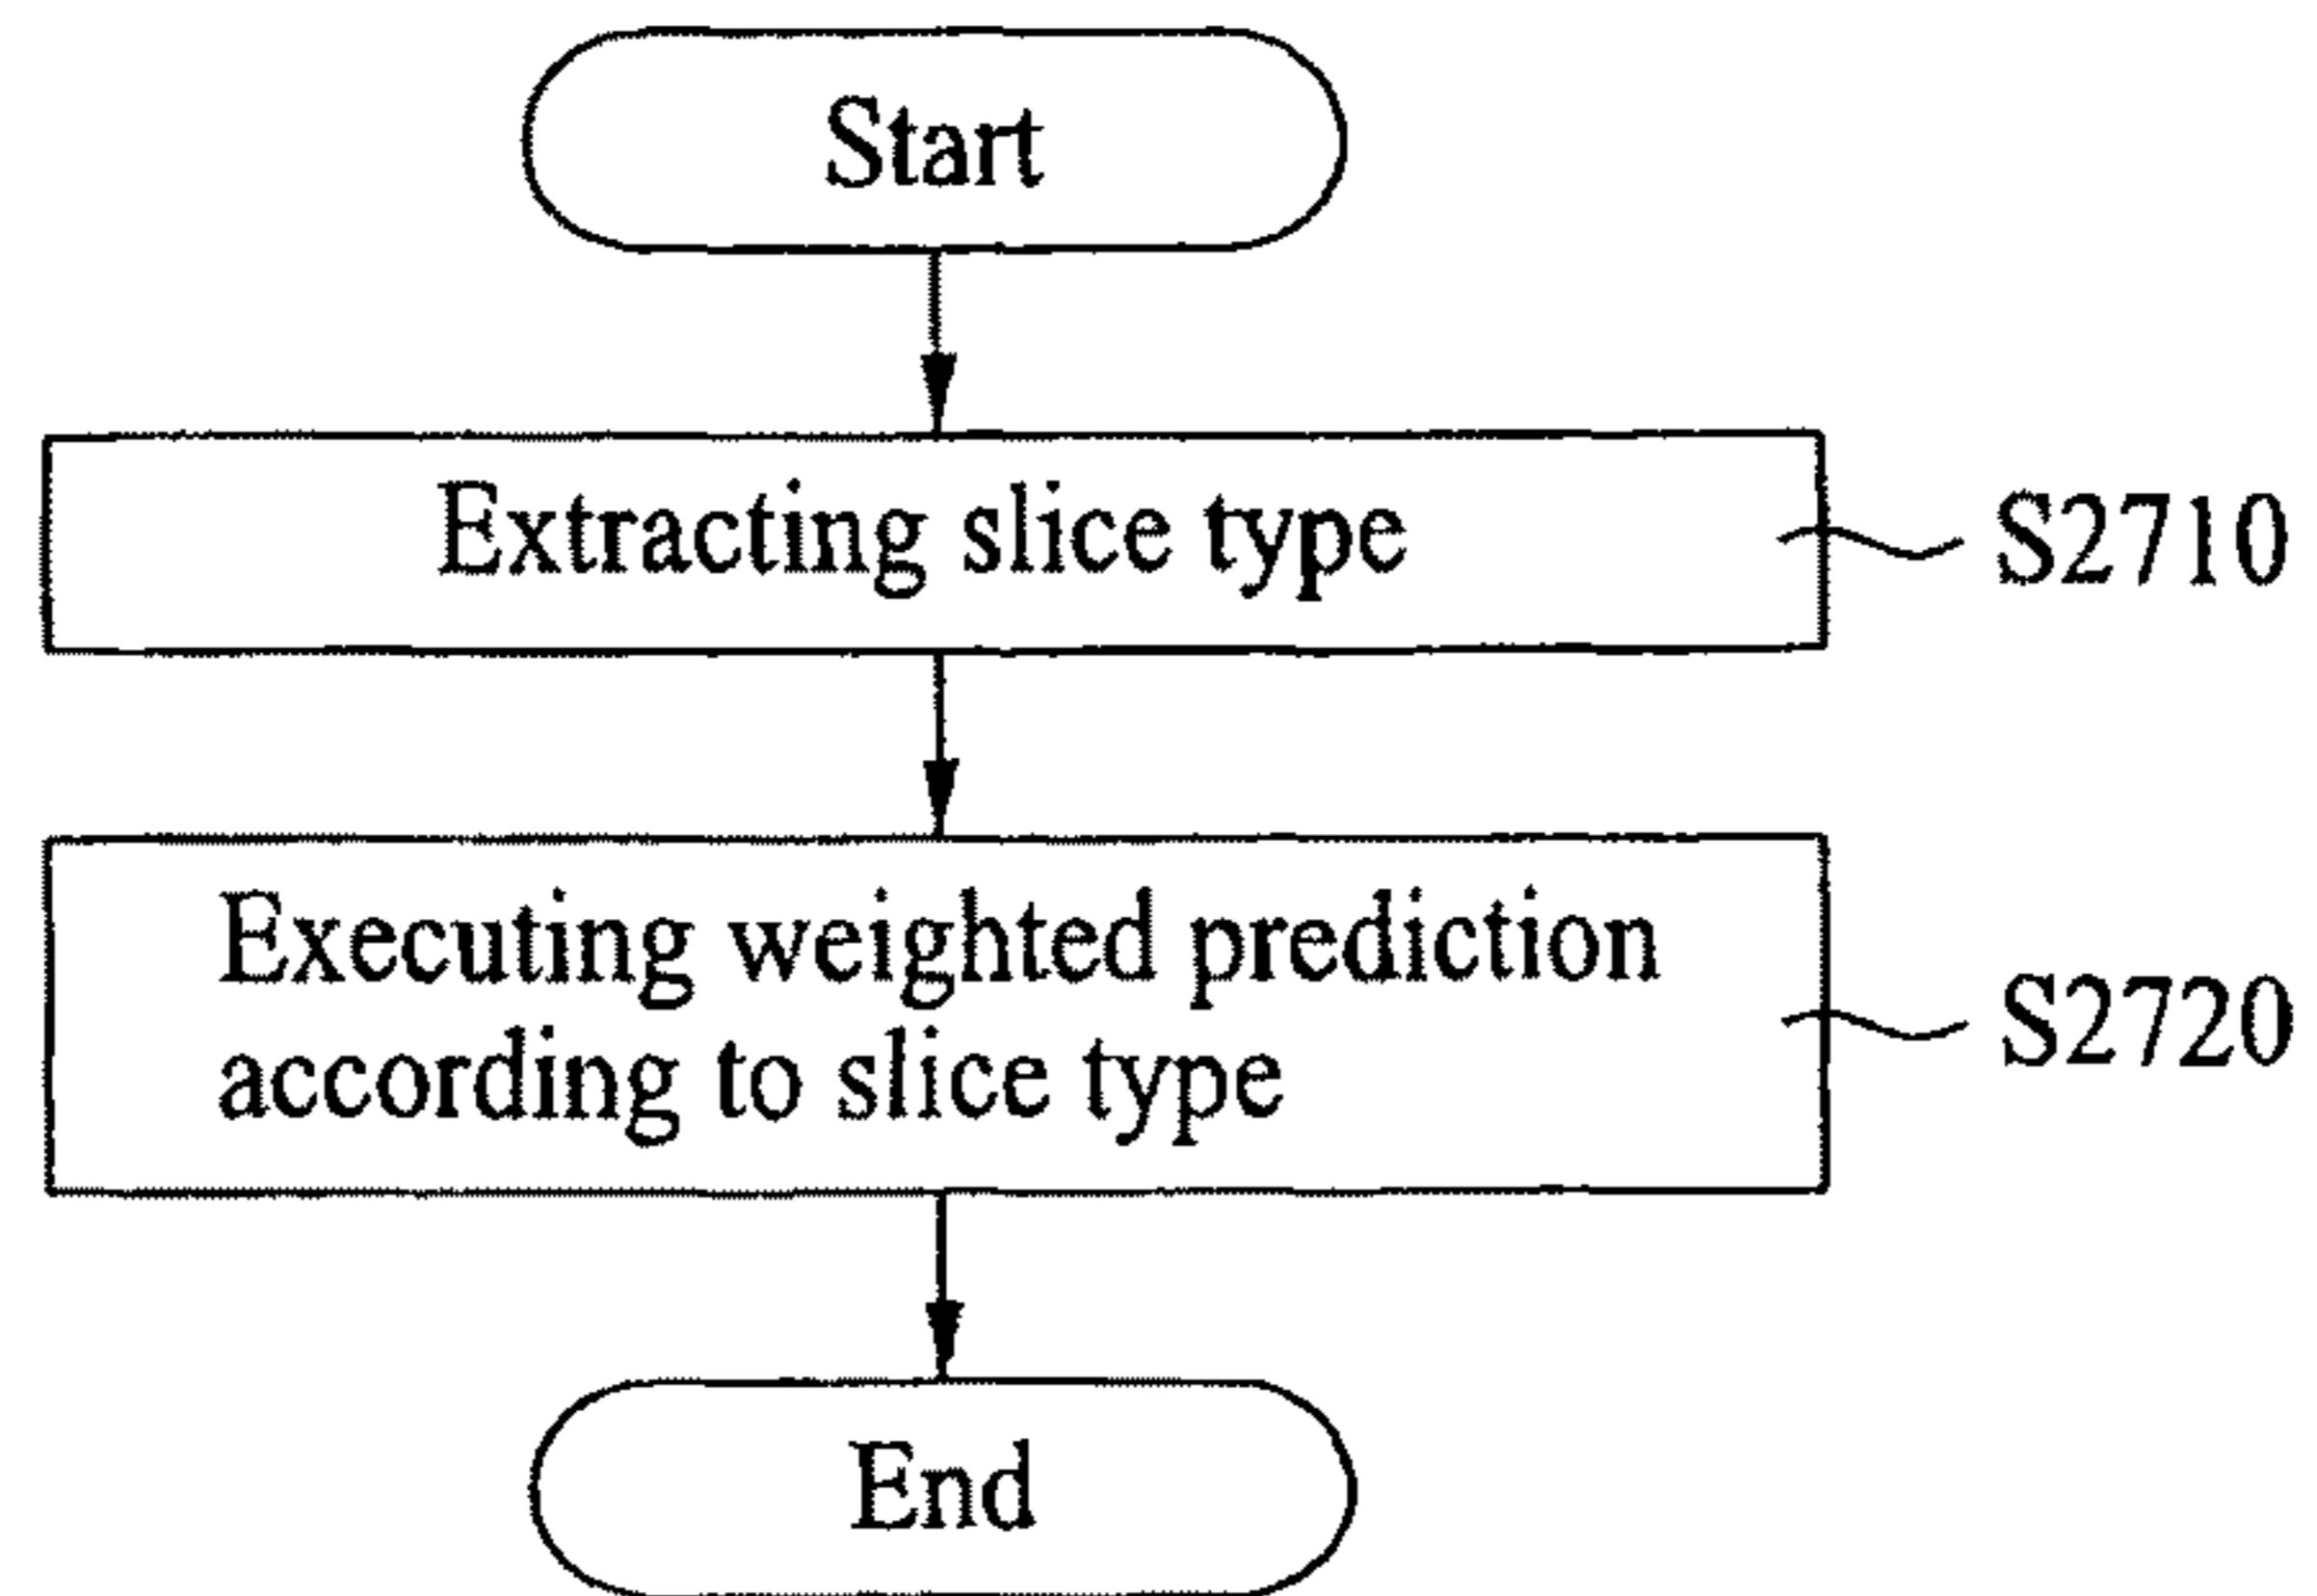 Start
Extracting slice type
S2710
Executing weighted prediction
according to slice type
S2720
End